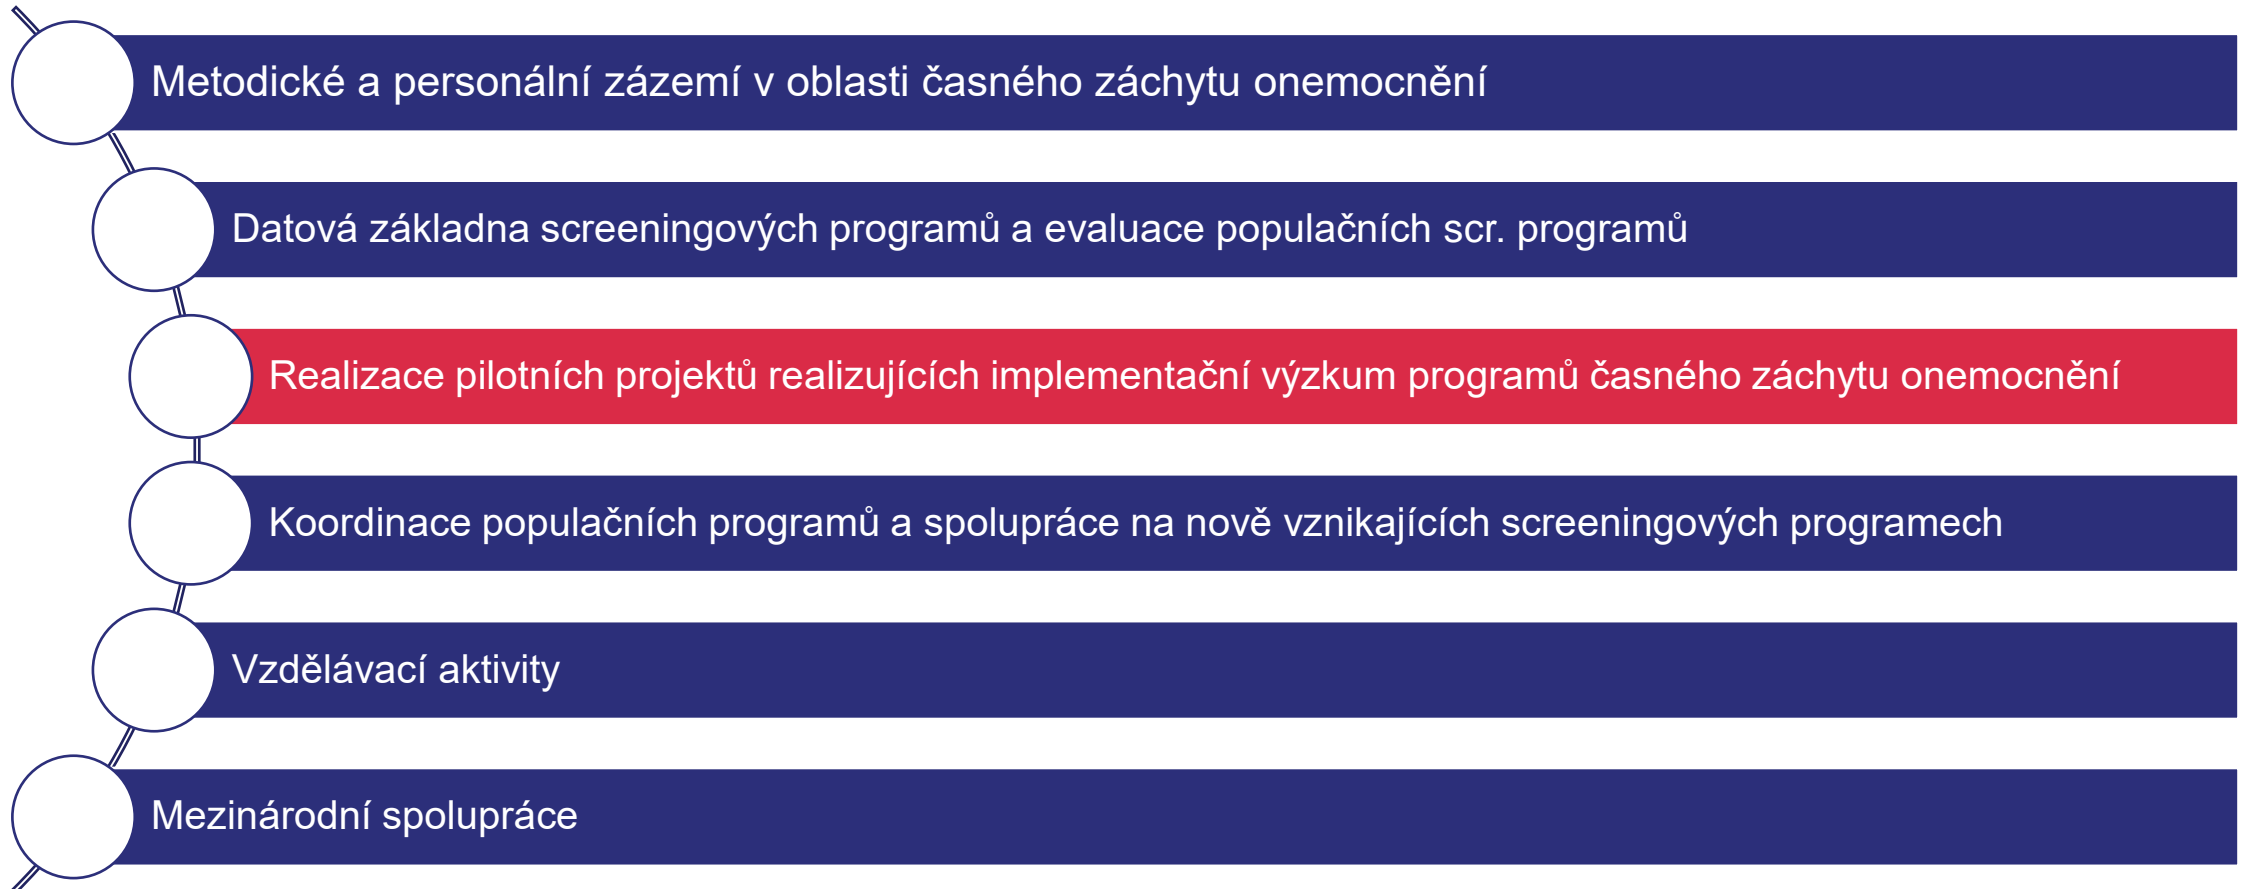 Metodické a personální zázemí v oblasti časného záchytu onemocnění
Datová základna screeningových programů a evaluace populačních scr. programů
Realizace pilotních projektů realizujících implementační výzkum programů časného záchytu onemocnění
Koordinace populačních programů a spolupráce na nově vznikajících screeningových programech
Vzdělávací aktivity
Mezinárodní spolupráce